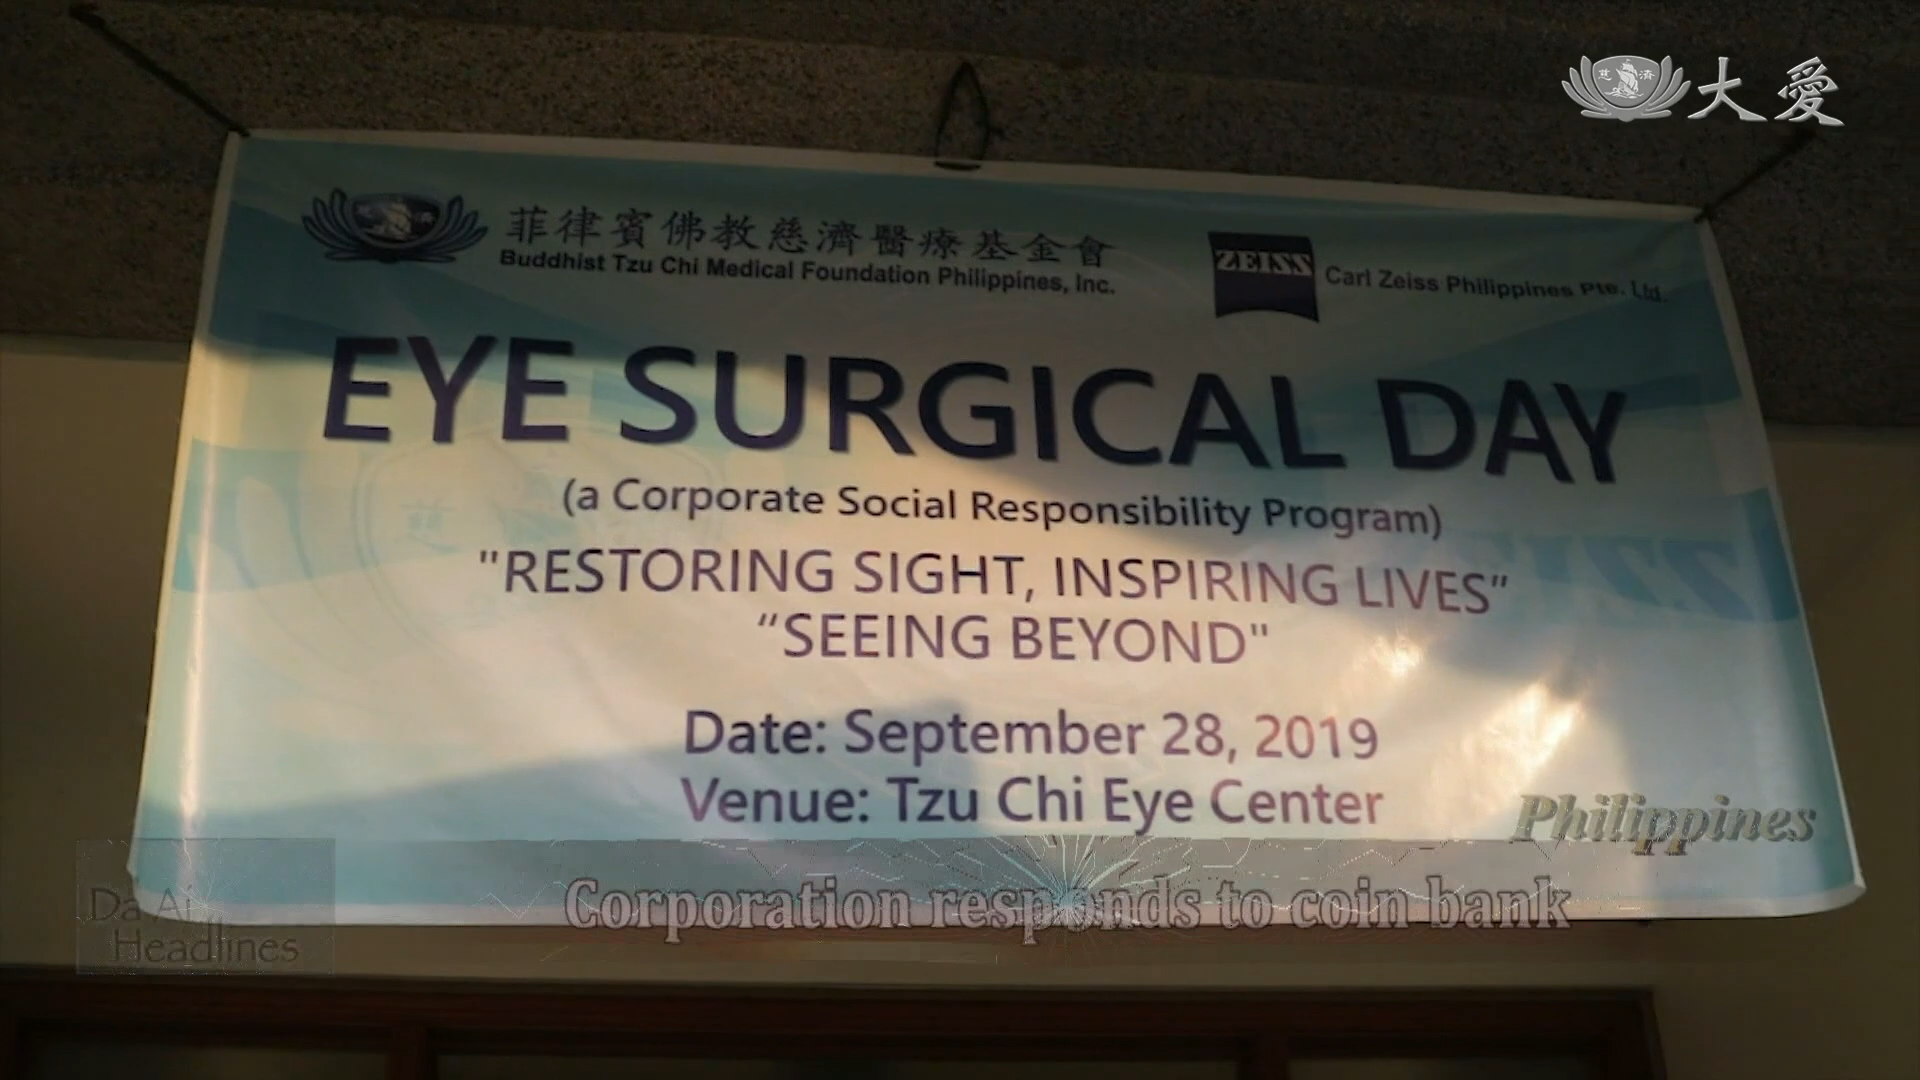 大愛
慈濟
菲律賓佛教慈濟醫療基金會
Buddhist Tzu Chi Medical Foundation Philippines, Inc.
ZEISS
Carl Zeiss Philippines Pte. Ltd.
EYE SURGICAL DAY
(a Corporate Social Responsibility Program)
"RESTORING SIGHT, INSPIRING LIVES”
“SEEING BEYOND"
Date: September 28, 2019
Venue: Tzu Chi Eye Center
Philippines
Da Ai
Headlines
Corporation responds to coin bank